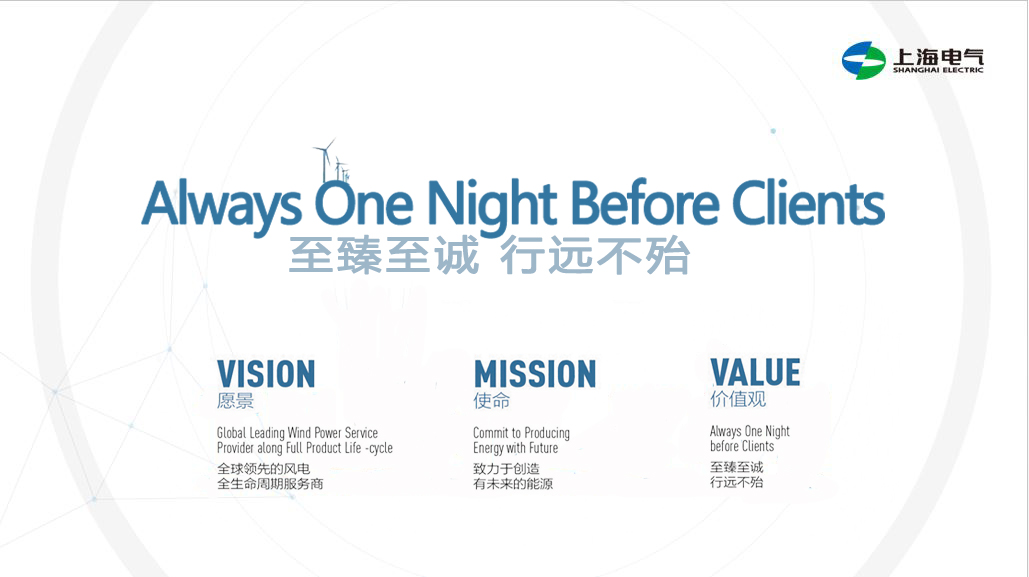 上海电气
SHANGHAI ELECTRIC
Always One Night Before Clients
至臻至诚 行远不殆
VISION
愿景
Global Leading Wind Power Service
Provider along Full Product Life -cycle
全球领先的风电
全生命周期服务商
MISSION
使命
Commit to Producing
Energy with Future
致力于创造
有未来的能源
VALUE
价值观
Always One Night
before Clients
至臻至诚
行远不殆